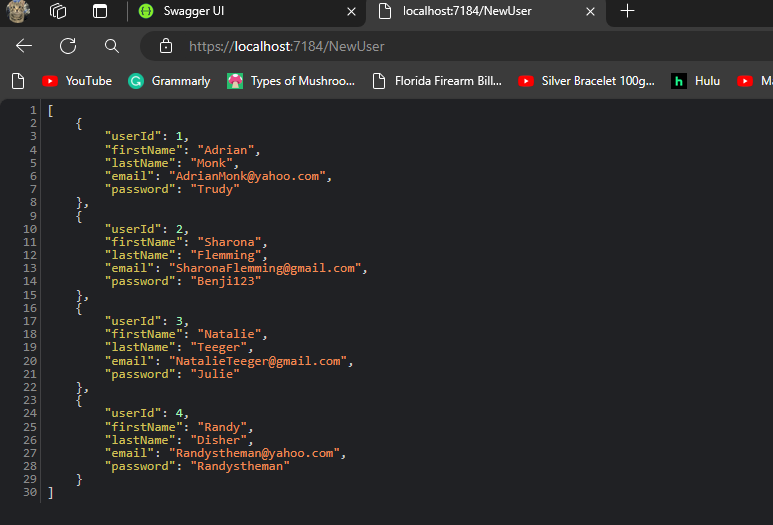 Swagger UI
localhost:7184/NewUser
https://localhost:7184/NewUser
YouTube
Grammarly
Types of Mushroo...
Florida Firearm Bill...
Silver Bracelet 100g...
h Hulu
M
1 [
2 {
3 "userId": 1,
4 "firstName": "Adrian",
5 "lastName": "Monk",
6 "email": "AdrianMonk@yahoo.com",
7 "password": "Trudy"
8 },
9 {
10 "userId": 2,
11 "firstName": "Sharona",
12 "lastName": "Flemming",
13 "email": "SharonaFlemming@gmail.com",
14 "password": "Benji123"
15 },
16 {
17 "userId": 3,
18 "firstName": "Natalie",
19 "lastName": "Teeger",
20 "email": "NatalieTeeger@gmail.com",
21 "password": "Julie"
22 },
23 {
24 "userId": 4,
25 "firstName": "Randy",
26 "lastName": "Disher",
27 "email": "Randystheman@yahoo.com",
28 "password": "Randystheman"
29 }
30 ]